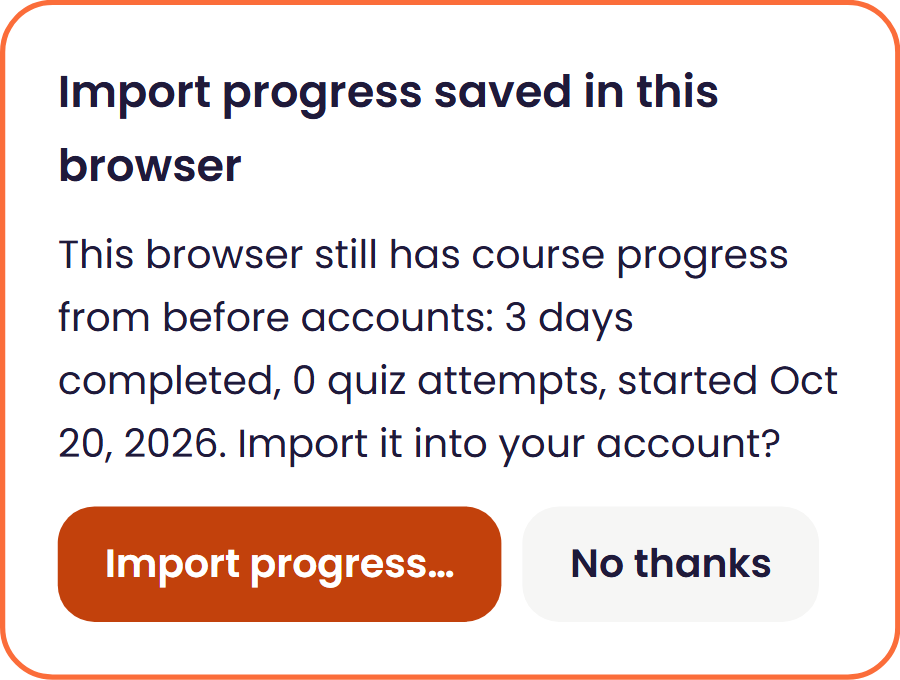 Import progress saved in this
browser
This browser still has course progress
from before accounts: 3 days
completed, 0 quiz attempts, started Oct
20, 2026. Import it into your account?
Import progress…
No thanks